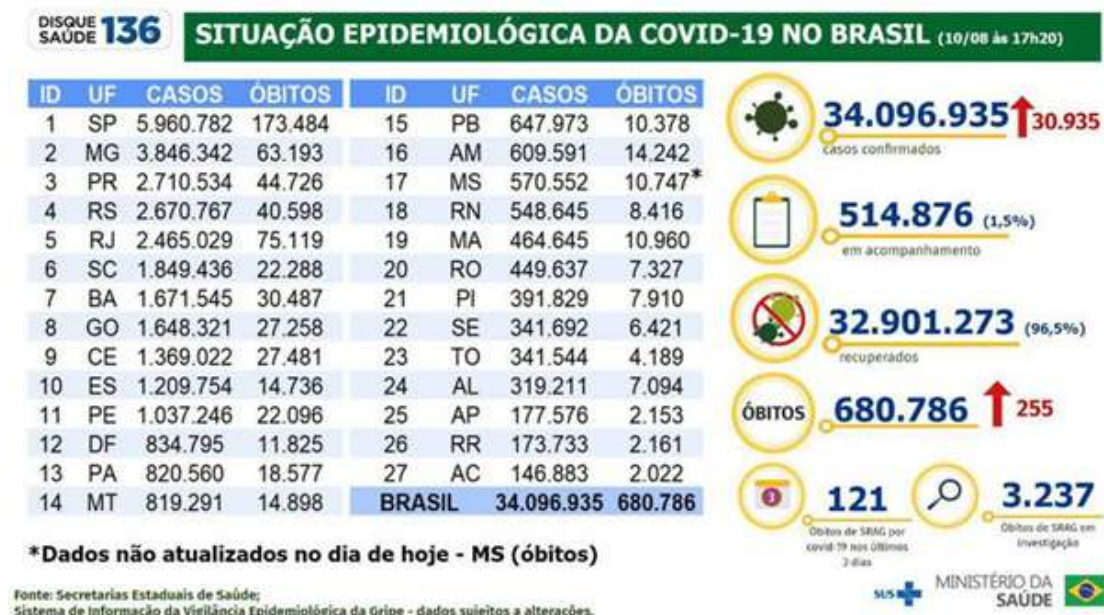 DISQUE
SAÚDE 136
SITUAÇÃO EPIDEMIOLÓGICA DA COVID-19 NO BRASIL (10/08 às 17h20)
ID UF CASOS ÓBITOS ID UF CASOS ÓBITOS
1 SP 5.960.782 173.484 15 PB 647.973 10.378
2 MG 3.846.342 63.193 16 AM 609.591 14.242
3 PR 2.710.534 44.726 17 MS 570.552 10.747*
4 RS 2.670.767 40.598 18 RN 548.645 8.416
5 RJ 2.465.029 75.119 19 MA 464.645 10.960
6 SC 1.849.436 22.288 20 RO 449.637 7.327
7 BA 1.671.545 30.487 21 PI 391.829 7.910
8 GO 1.648.321 27.258 22 SE 341.692 6.421
9 CE 1.369.022 27.481 23 TO 341.544 4.189
10 ES 1.209.754 14.736 24 AL 319.211 7.094
11 PE 1.037.246 22.096 25 AP 177.576 2.153
12 DF 834.795 11.825 26 RR 173.733 2.161
13 PA 820.560 18.577 27 AC 146.883 2.022
14 MT 819.291 14.898 BRASIL 34.096.935 680.786
*Dados não atualizados no dia de hoje - MS (óbitos)
Fonte: Secretarias Estaduais de Saúde;
Sistema de Informação da Vigilância Epidemiológica da Gripe - dados sujeitos a alterações.
34.096.935 30.935
casos confirmados
514.876 (1,5%)
em acompanhamento
32.901.273 (96,5%)
recuperados
ÓBITOS 680.786 255
3 121
Óbitos de SRAG por
covid-19 nos últimos
3 dias
3.237
Óbitos de SRAG em
investigação
SUS MINISTÉRIO DA
SAÚDE